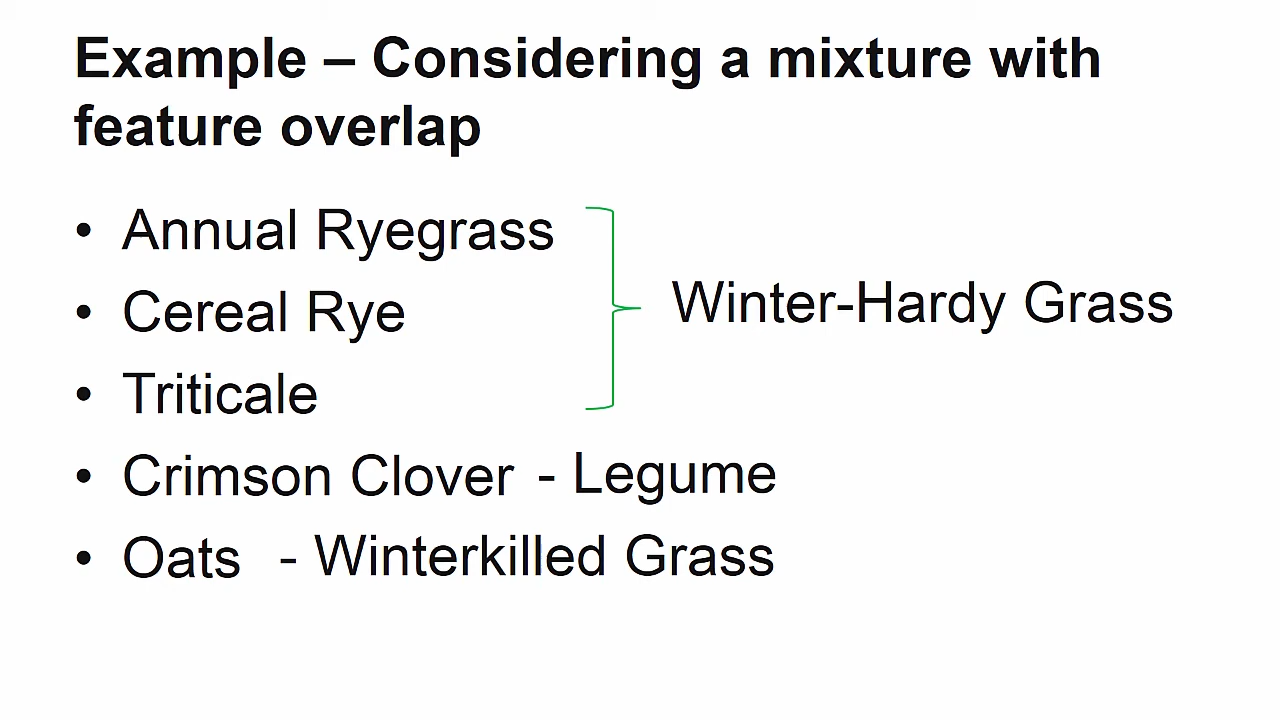 Example – Considering a mixture with
feature overlap
• Annual Ryegrass
• Cereal Rye
Winter-Hardy Grass
• Triticale
• Crimson Clover - Legume
• Oats - Winterkilled Grass